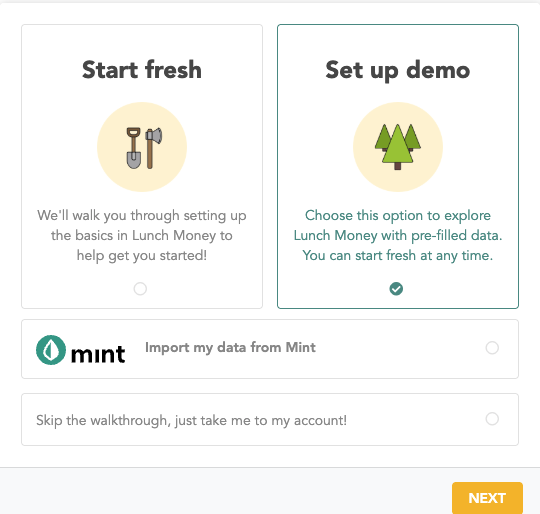 Start fresh
We'll walk you through setting up
the basics in Lunch Money to
help get you started!
Set up demo
Choose this option to explore
Lunch Money with pre-filled data.
You can start fresh at any time.
mint Import my data from Mint
Skip the walkthrough, just take me to my account!
NEXT